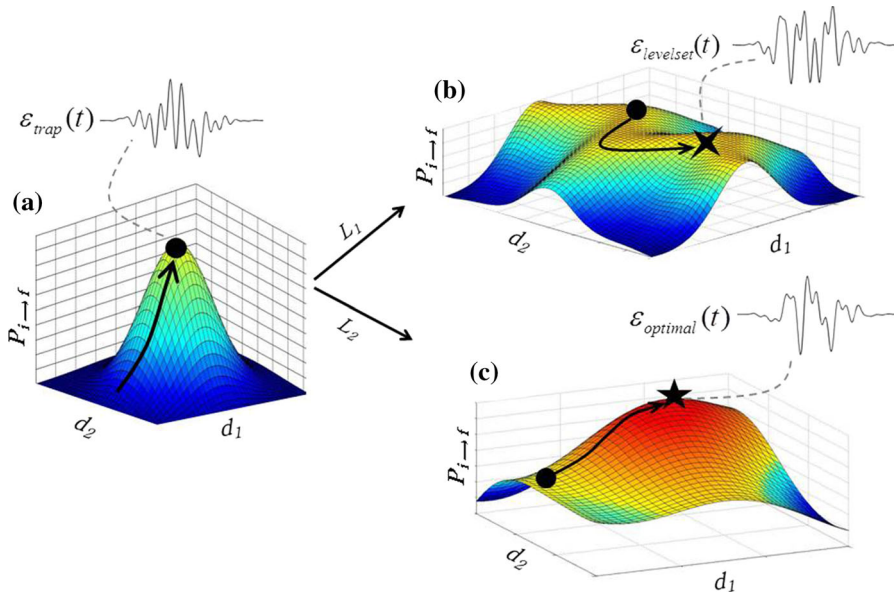 ε_trap(t)
(a)
P_i→f
d_2
d_1
L_1
L_2
ε_levelset(t)
(b)
P_i→f
d_2
d_1
ε_optimal(t)
(c)
P_i→f
d_2
d_1